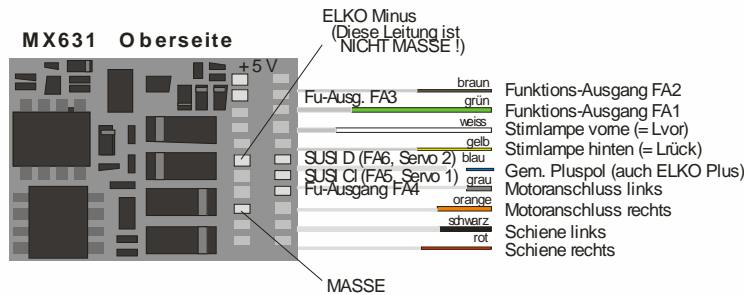 ELKO Minus
(Diese Leitung ist
NICHT MASSE !)
MX631 Oberseite
+5V
braun
Funktions-Ausgang FA2
Fu-Ausg. FA3
grün
Funktions-Ausgang FA1
weiss
Stirnlampe vorne (= Lvor)
gelb
Stirnlampe hinten (= Lrück)
SUSI D (FA6, Servo 2)
blau
Gem. Pluspol (auch ELKO Plus)
SUSI Cl (FA5, Servo 1)
grau
Motoranschluss links
Fu-Ausgang FA4
orange
Motoranschluss rechts
schwarz
Schiene links
rot
Schiene rechts
MASSE